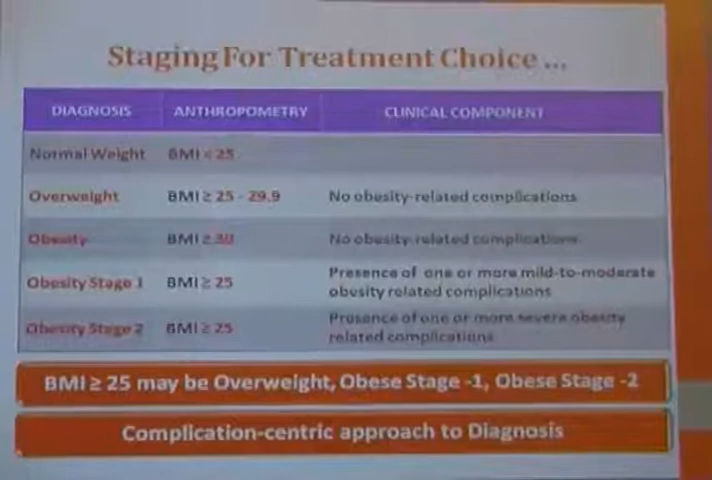 Staging For Treatment Choice ...
DIAGNOSIS ANTHROPOMETRY CLINICAL COMPONENT
Normal Weight BMI < 25
Overweight BMI ≥ 25 - 29.9 No obesity-related complications
Obesity BMI ≥ 30 No obesity-related complications
Obesity Stage 1 BMI ≥ 25 Presence of one or more mild-to-moderate
obesity related complications
Obesity Stage 2 BMI ≥ 25 Presence of one or more severe obesity
related complications
BMI ≥ 25 may be Overweight, Obese Stage -1, Obese Stage -2
Complication-centric approach to Diagnosis